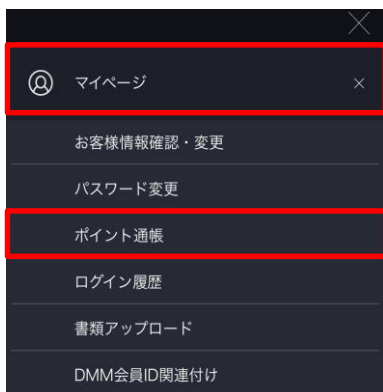 マイページ
お客様情報確認・変更
パスワード変更
ポイント通帳
ログイン履歴
書類アップロード
DMM会員ID関連付け